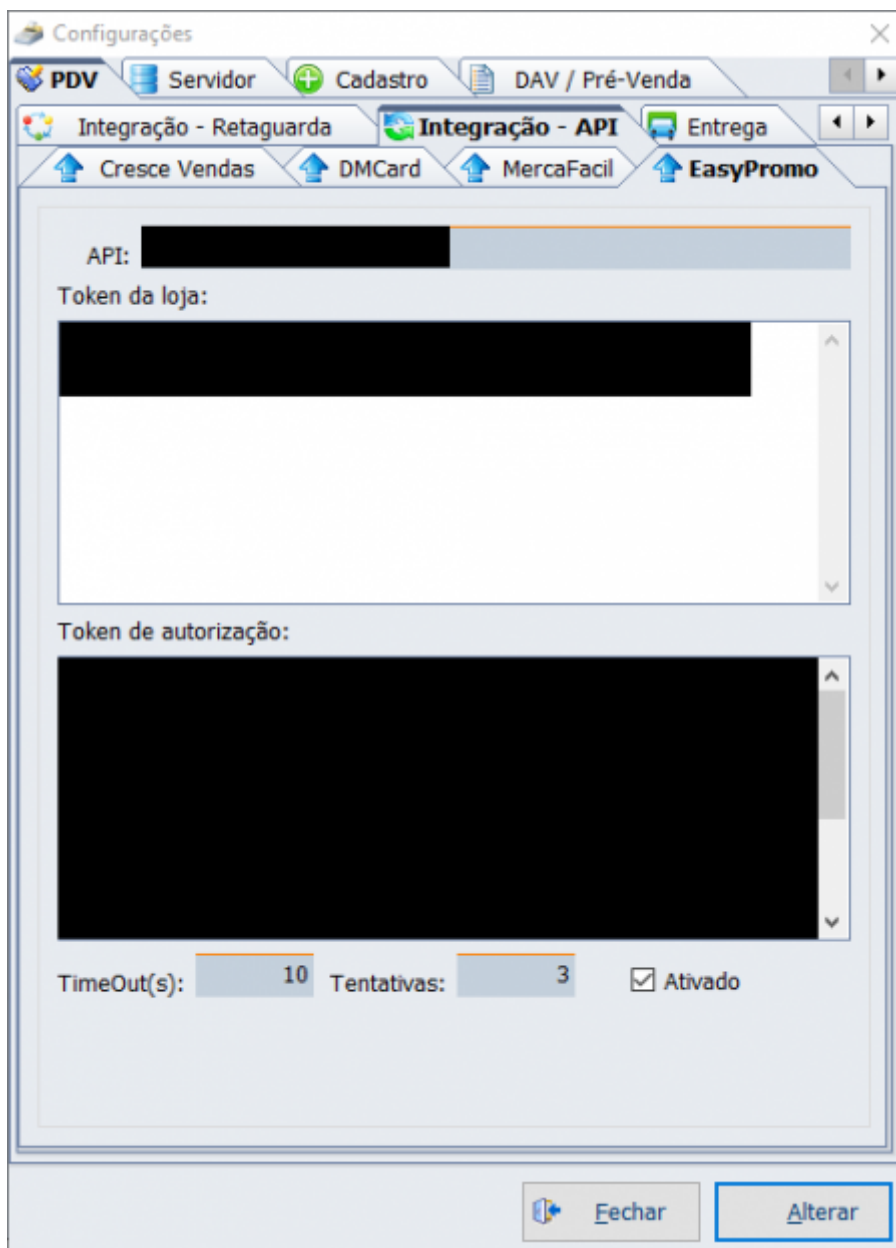 Configurações
PDV Servidor Cadastro DAV / Pré-Venda
Integração - Retaguarda Integração - API Entrega
Cresce Vendas DMCard MercaFacil EasyPromo
API:
Token da loja:
Token de autorização:
TimeOut(s): 10 Tentativas: 3 Ativado
Fechar Alterar